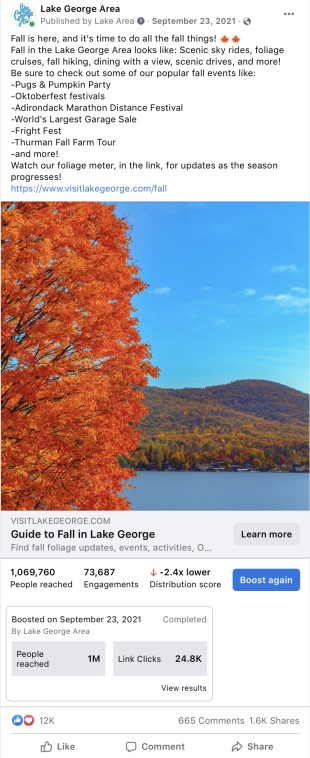 Lake George Area
Published by Lake Area · September 23, 2021 ·
Fall is here, and it's time to do all the fall things! 🍁🍁
Fall in the Lake George Area looks like: Scenic sky rides, foliage
cruises, fall hiking, dining with a view, scenic drives, and more!
Be sure to check out some of our popular fall events like:
-Pugs & Pumpkin Party
-Oktoberfest festivals
-Adirondack Marathon Distance Festival
-World's Largest Garage Sale
-Fright Fest
-Thurman Fall Farm Tour
-and more!
Watch our foliage meter, in the link, for updates as the season
progresses!
https://www.visitlakegeorge.com/fall
VISITLAKEGEORGE.COM
Guide to Fall in Lake George
Find fall foliage updates, events, activities, O...
Learn more
1,069,760
People reached
73,687
Engagements
↓ -2.4x lower
Distribution score
Boost again
Boosted on September 23, 2021
Completed
By Lake George Area
People
reached
1M
Link Clicks
24.8K
View results
12K
665 Comments 1.6K Shares
Like
Comment
Share